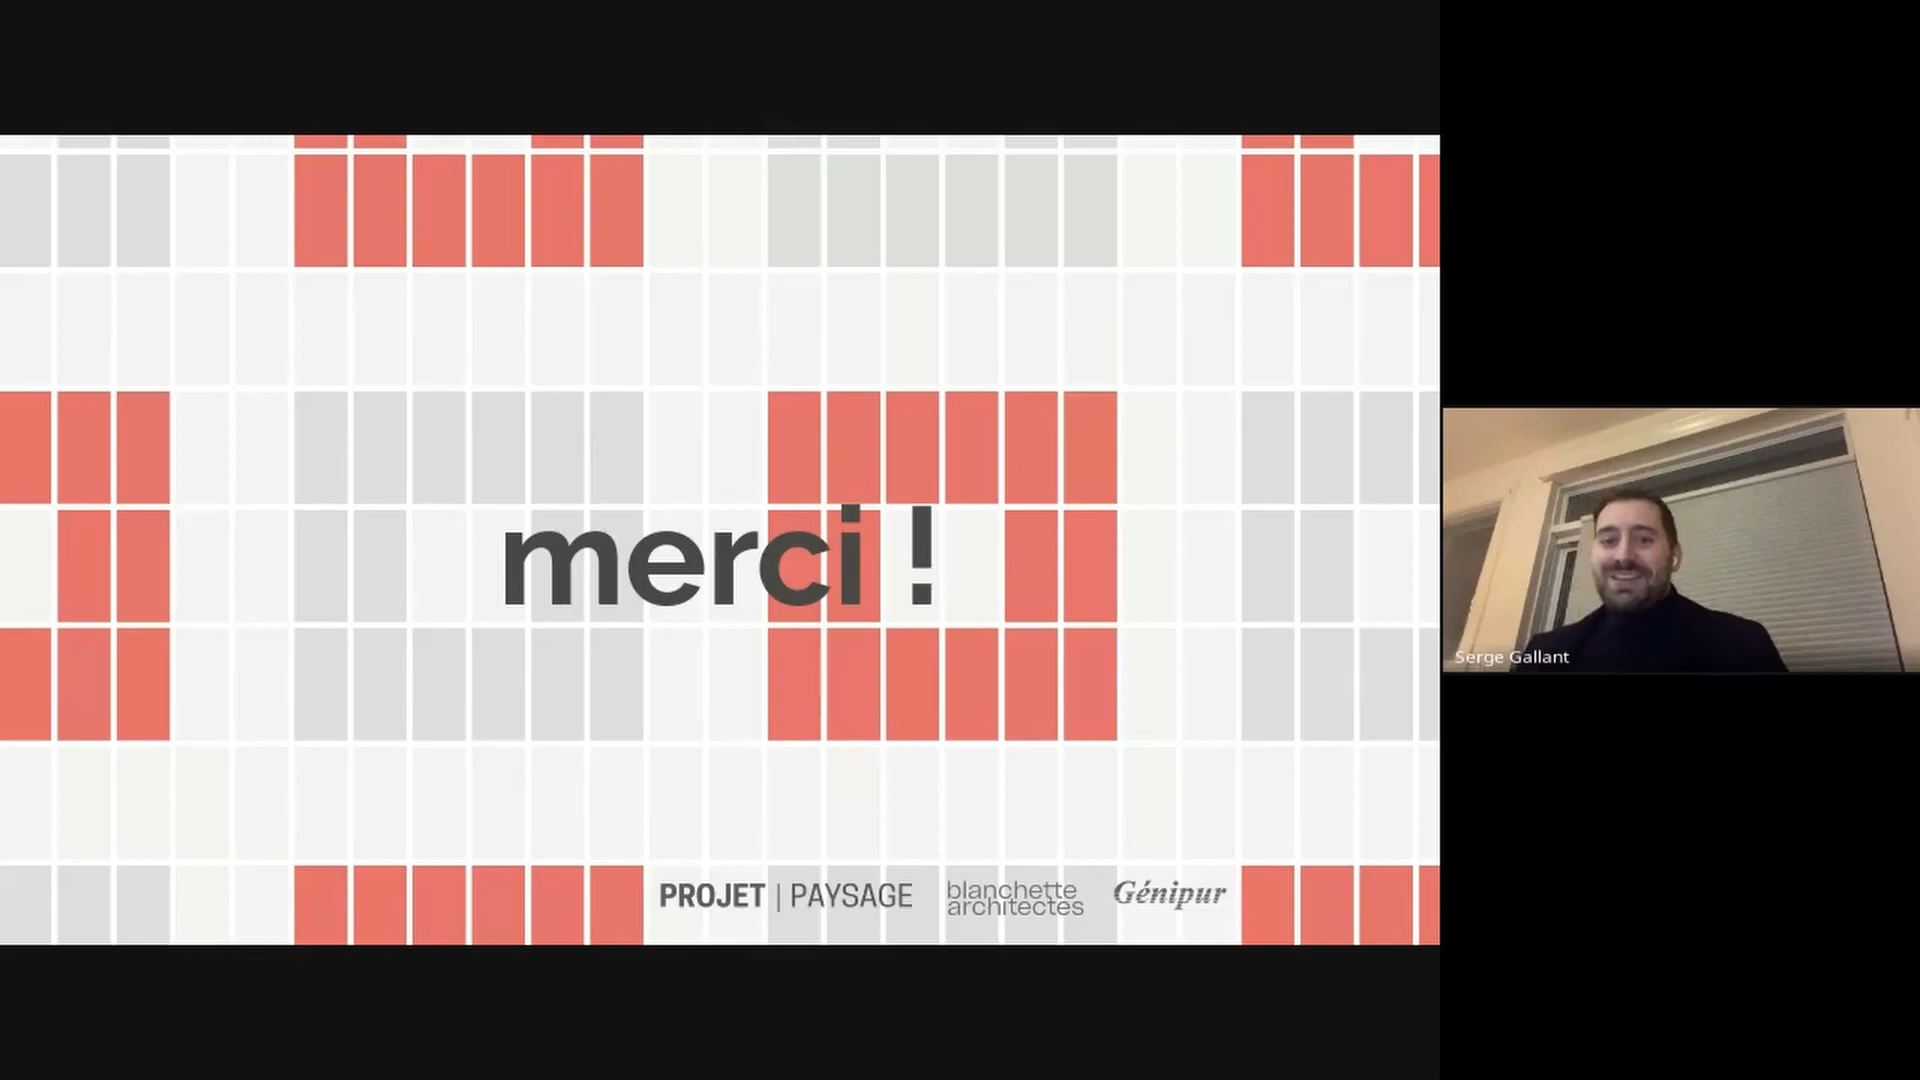 merci !
PROJET | PAYSAGE
blanchette
architectes
Génipur
Serge Gallant